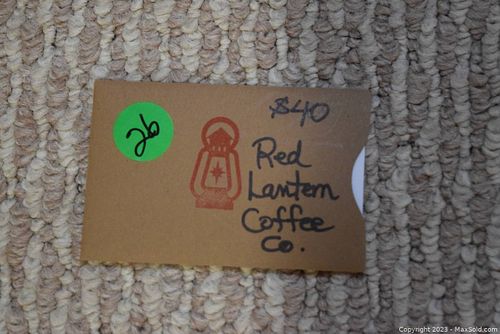 $40
26
Red
Lantern
Coffee
Co.
Copyright 2023 - MaxSold.com